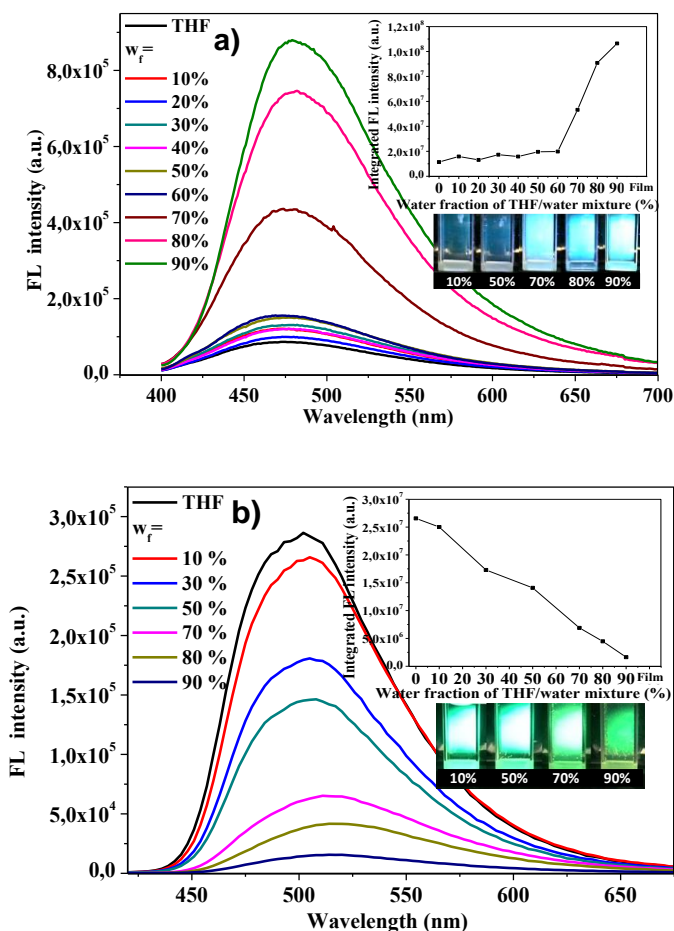 THF
w_f=
10%
20%
30%
40%
50%
60%
70%
80%
90%
a)
FL intensity (a.u.)
8,0x10^5
6,0x10^5
4,0x10^5
2,0x10^5
0,0
400 450 500 550 600 650 700
Wavelength (nm)
Integrated FL intensity (a.u.)
1,2x10^8
1,0x10^8
8,0x10^7
6,0x10^7
4,0x10^7
2,0x10^7
0,0
0 10 20 30 40 50 60 70 80 90 Film
Water fraction of THF/water mixture (%)
10% 50% 70% 80% 90%
THF
w_f=
10 %
30 %
50 %
70 %
80 %
90 %
b)
FL intensity (a.u.)
3,0x10^5
2,5x10^5
2,0x10^5
1,5x10^5
1,0x10^5
5,0x10^4
0,0
450 500 550 600 650
Wavelength (nm)
Integrated FL intensity (a.u.)
3,0x10^7
2,5x10^7
2,0x10^7
1,5x10^7
1,0x10^7
5,0x10^6
0,0
0 10 20 30 40 50 60 70 80 90 Film
Water fraction of THF/water mixture (%)
10% 50% 70% 90%